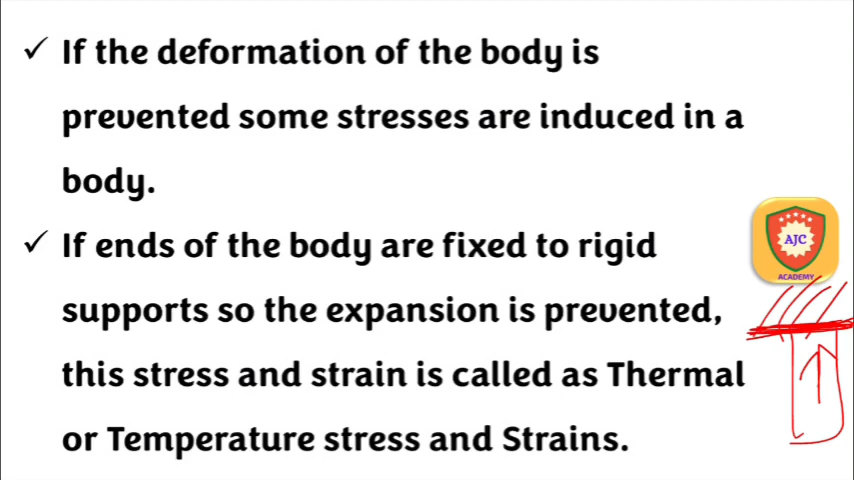 ✓ If the deformation of the body is
prevented some stresses are induced in a
body.
✓ If ends of the body are fixed to rigid
supports so the expansion is prevented,
this stress and strain is called as Thermal
or Temperature stress and Strains.
AJC
ACADEMY